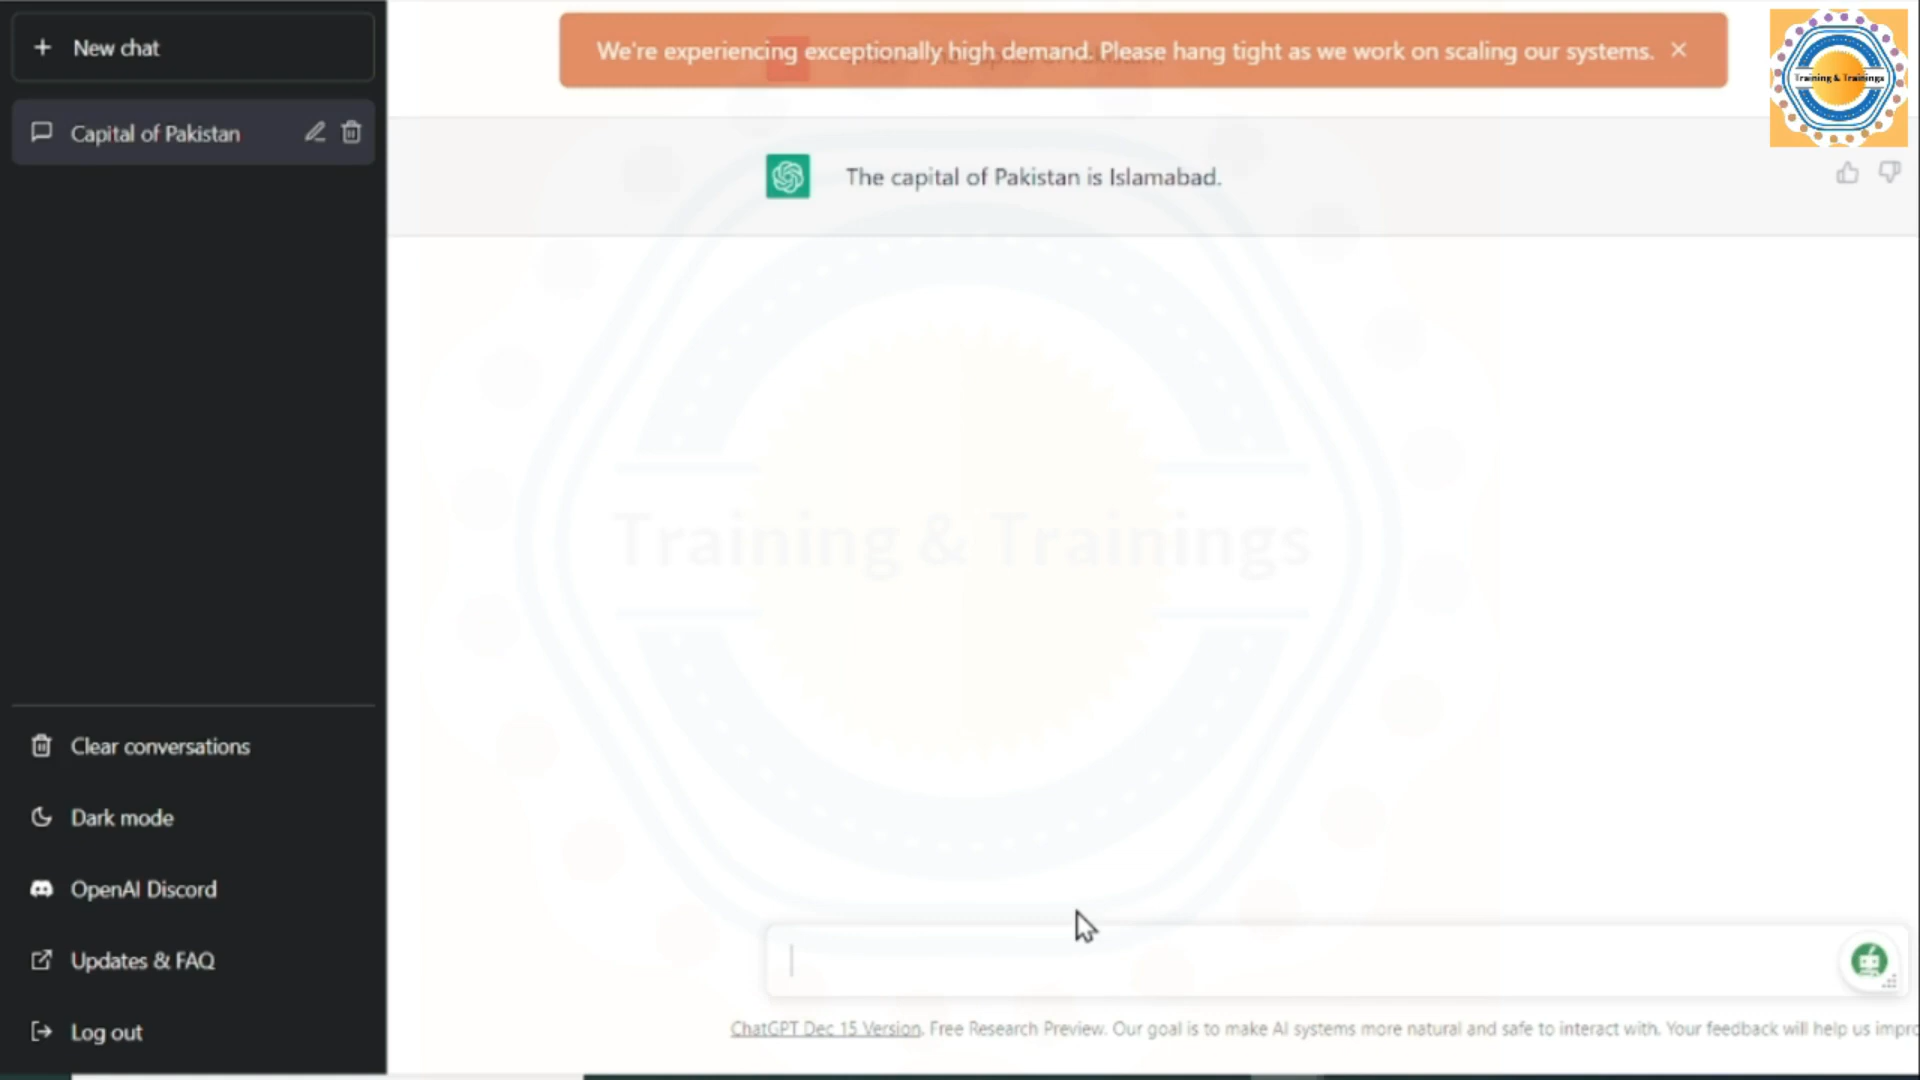 New chat
We're experiencing exceptionally high demand. Please hang tight as we work on scaling our systems.
Training & Trainings
Capital of Pakistan
The capital of Pakistan is Islamabad.
Training & Trainings
Clear conversations
Dark mode
OpenAI Discord
Updates & FAQ
Log out
ChatGPT Dec 15 Version. Free Research Preview. Our goal is to make AI systems more natural and safe to interact with. Your feedback will help us impro